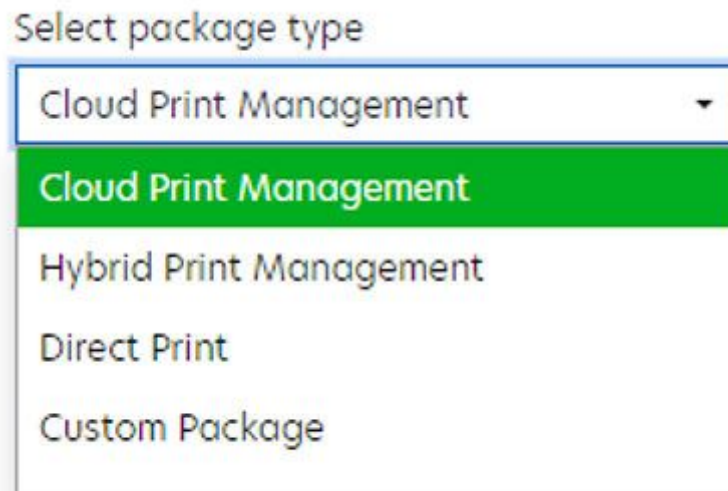 Select package type
Cloud Print Management
Cloud Print Management
Hybrid Print Management
Direct Print
Custom Package